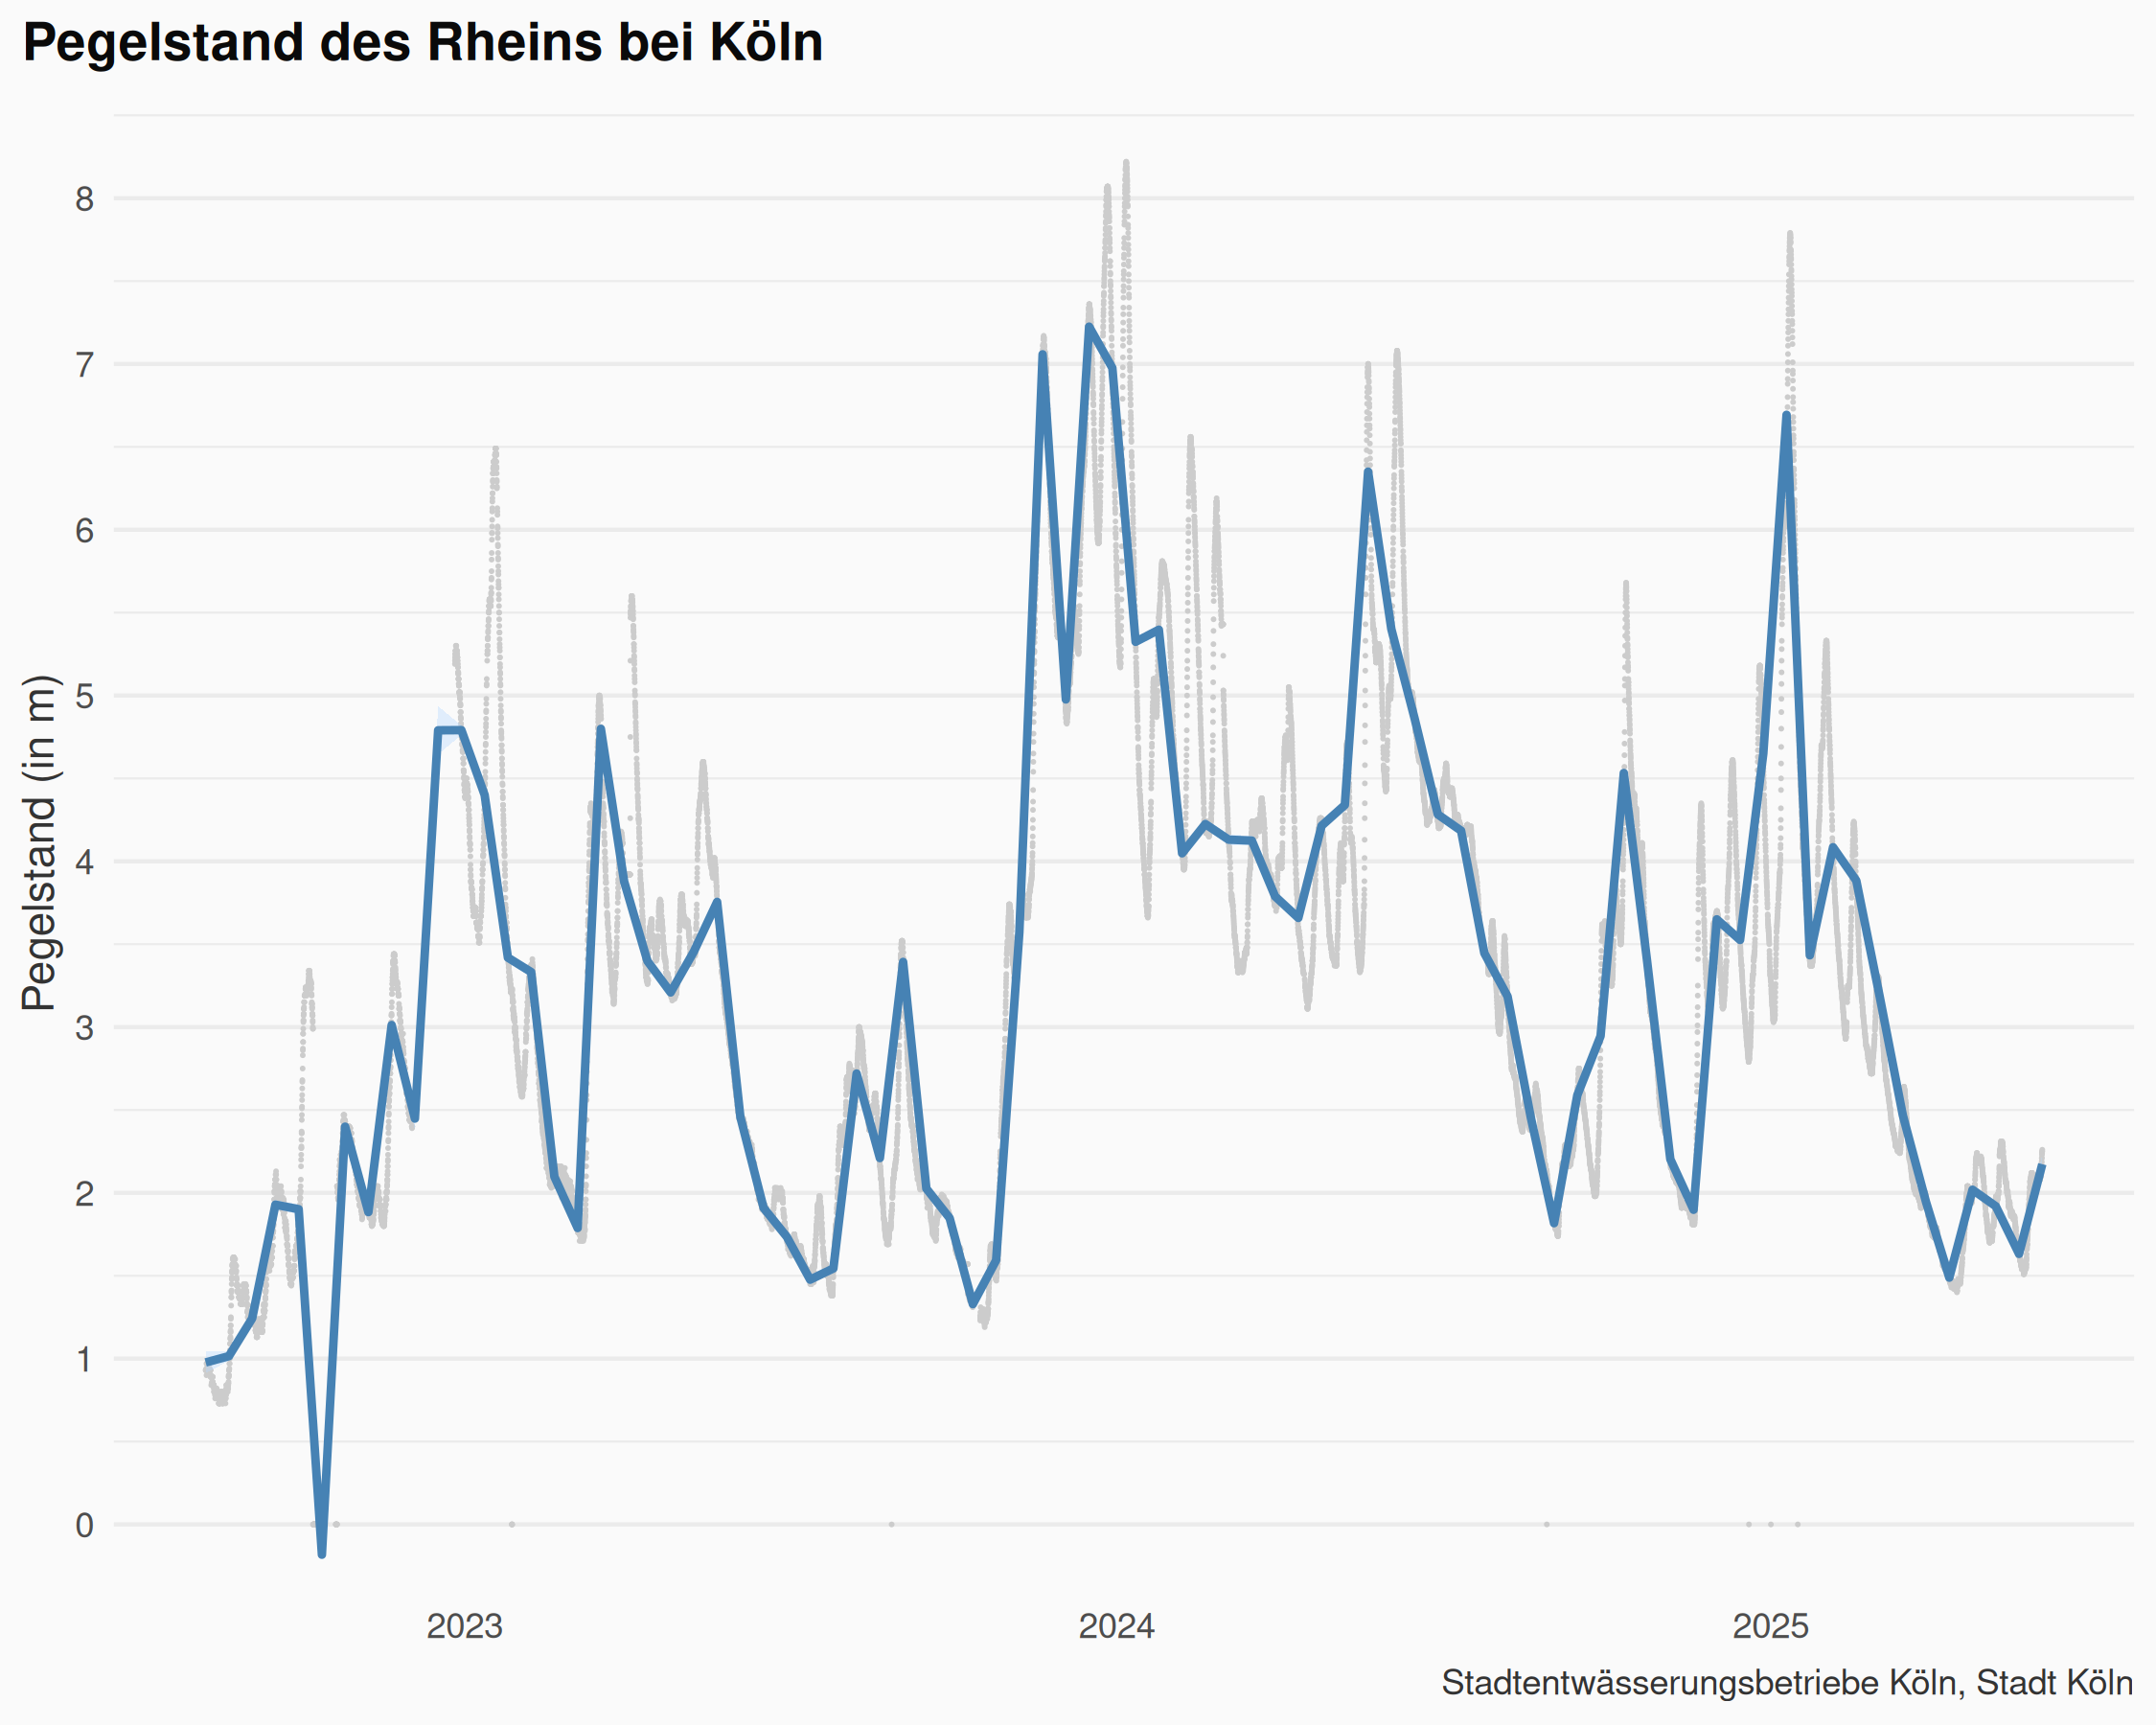 Pegelstand des Rheins bei Köln
Pegelstand (in m)
8
7
6
5
4
3
2
1
0
2023 2024 2025
Stadtentwässerungsbetriebe Köln, Stadt Köln